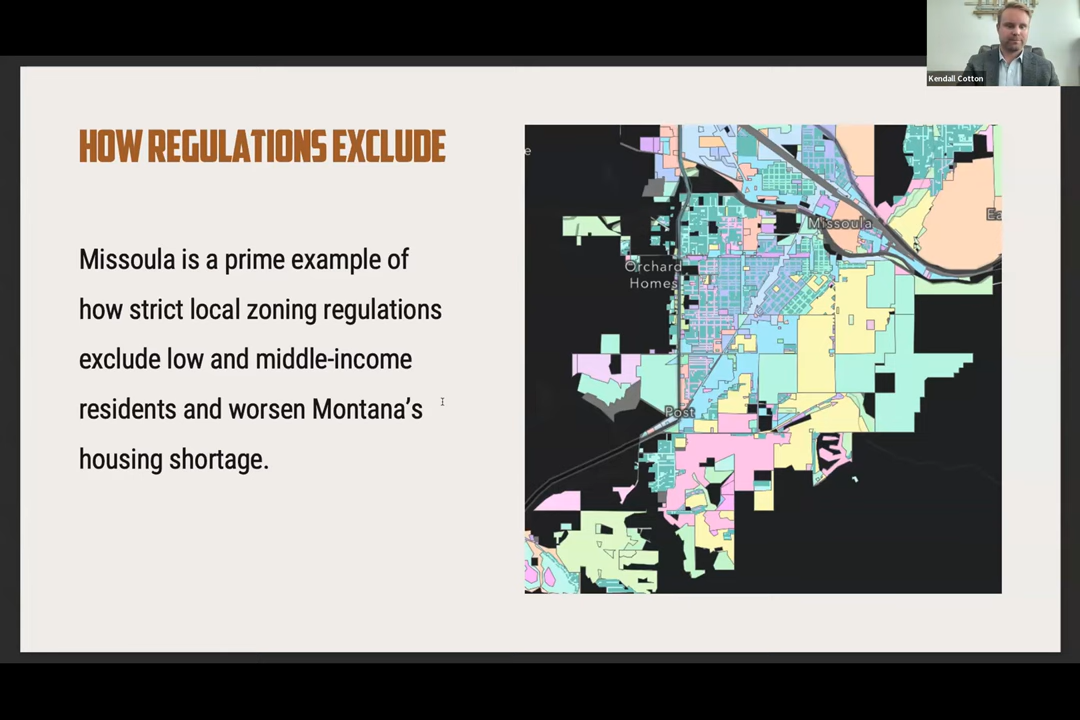 Kendall Cotton
HOW REGULATIONS EXCLUDE
Missoula is a prime example of
how strict local zoning regulations
exclude low and middle-income
residents and worsen Montana's
housing shortage.
e
Missoula
Ea
Orchard
Homes
Post